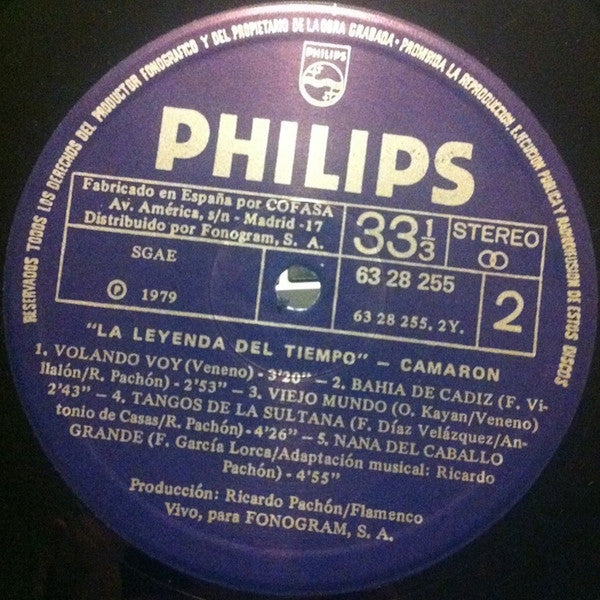 RESERVADOS TODOS LOS DERECHOS DEL PRODUCTOR FONOGRÁFICO Y DEL PROPIETARIO DE LA OBRA GRABADA · PROHIBIDA LA REPRODUCCION, EJECUCION PUBLICA Y RADIODIFUSION DE ESTOS DISCOS
PHILIPS
PHILIPS
Fabricado en España por COFASA
Av. América, s/n - Madrid - 17
Distribuido por Fonogram, S. A.
33 1/3
STEREO
SGAE
℗ 1979
63 28 255
63 28 255. 2Y.
2
"LA LEYENDA DEL TIEMPO" - CAMARON
1. VOLANDO VOY (Veneno) - 3'20" - 2. BAHIA DE CADIZ (F. Vi-
llalón/R. Pachón) - 2'53" - 3. VIEJO MUNDO (O. Kayan/Veneno)
2'43" - 4. TANGOS DE LA SULTANA (F. Díaz Velázquez/An-
tonio de Casas/R. Pachón) - 4'26" - 5. NANA DEL CABALLO
GRANDE (F. García Lorca/Adaptación musical: Ricardo
Pachón) - 4'55"
Producción: Ricardo Pachón/Flamenco
Vivo, para FONOGRAM, S. A.